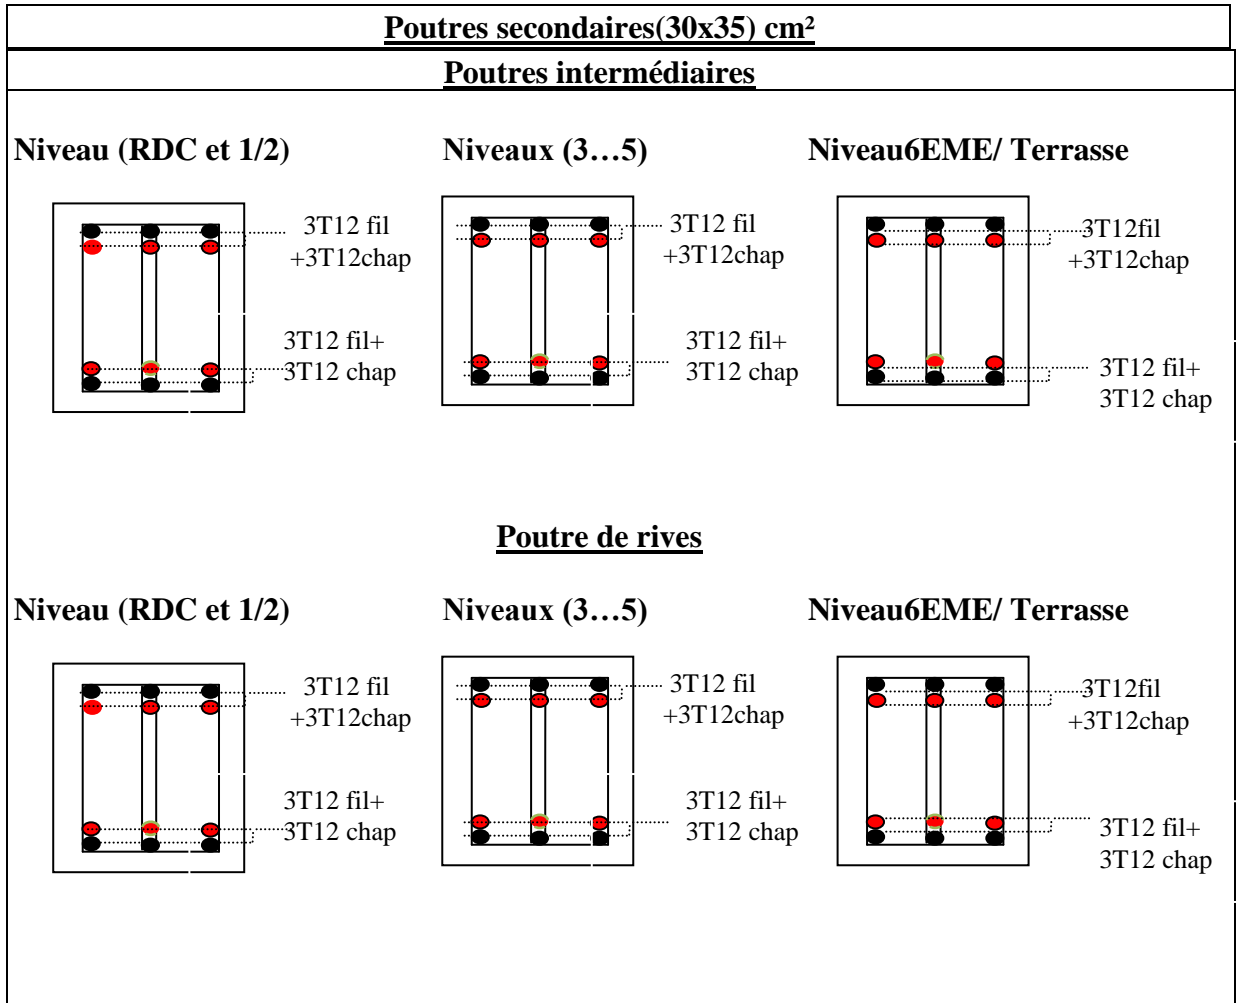 Poutres secondaires(30x35) cm²
Poutres intermédiaires
Niveau (RDC et 1/2)
Niveaux (3…5)
Niveau6EME/ Terrasse
3T12 fil
+3T12chap
3T12 fil+
3T12 chap
3T12 fil
+3T12chap
3T12 fil+
3T12 chap
3T12fil
+3T12chap
3T12 fil+
3T12 chap
Poutre de rives
Niveau (RDC et 1/2)
Niveaux (3…5)
Niveau6EME/ Terrasse
3T12 fil
+3T12chap
3T12 fil+
3T12 chap
3T12 fil
+3T12chap
3T12 fil+
3T12 chap
3T12fil
+3T12chap
3T12 fil+
3T12 chap